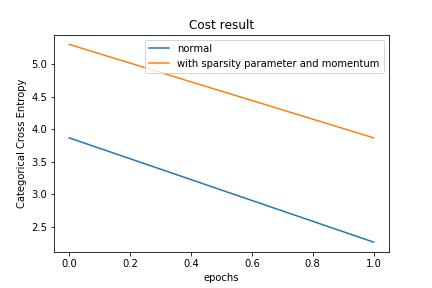 Cost result
normal
with sparsity parameter and momentum
Categorical Cross Entropy
5.0
4.5
4.0
3.5
3.0
2.5
0.0 0.2 0.4 0.6 0.8 1.0
epochs